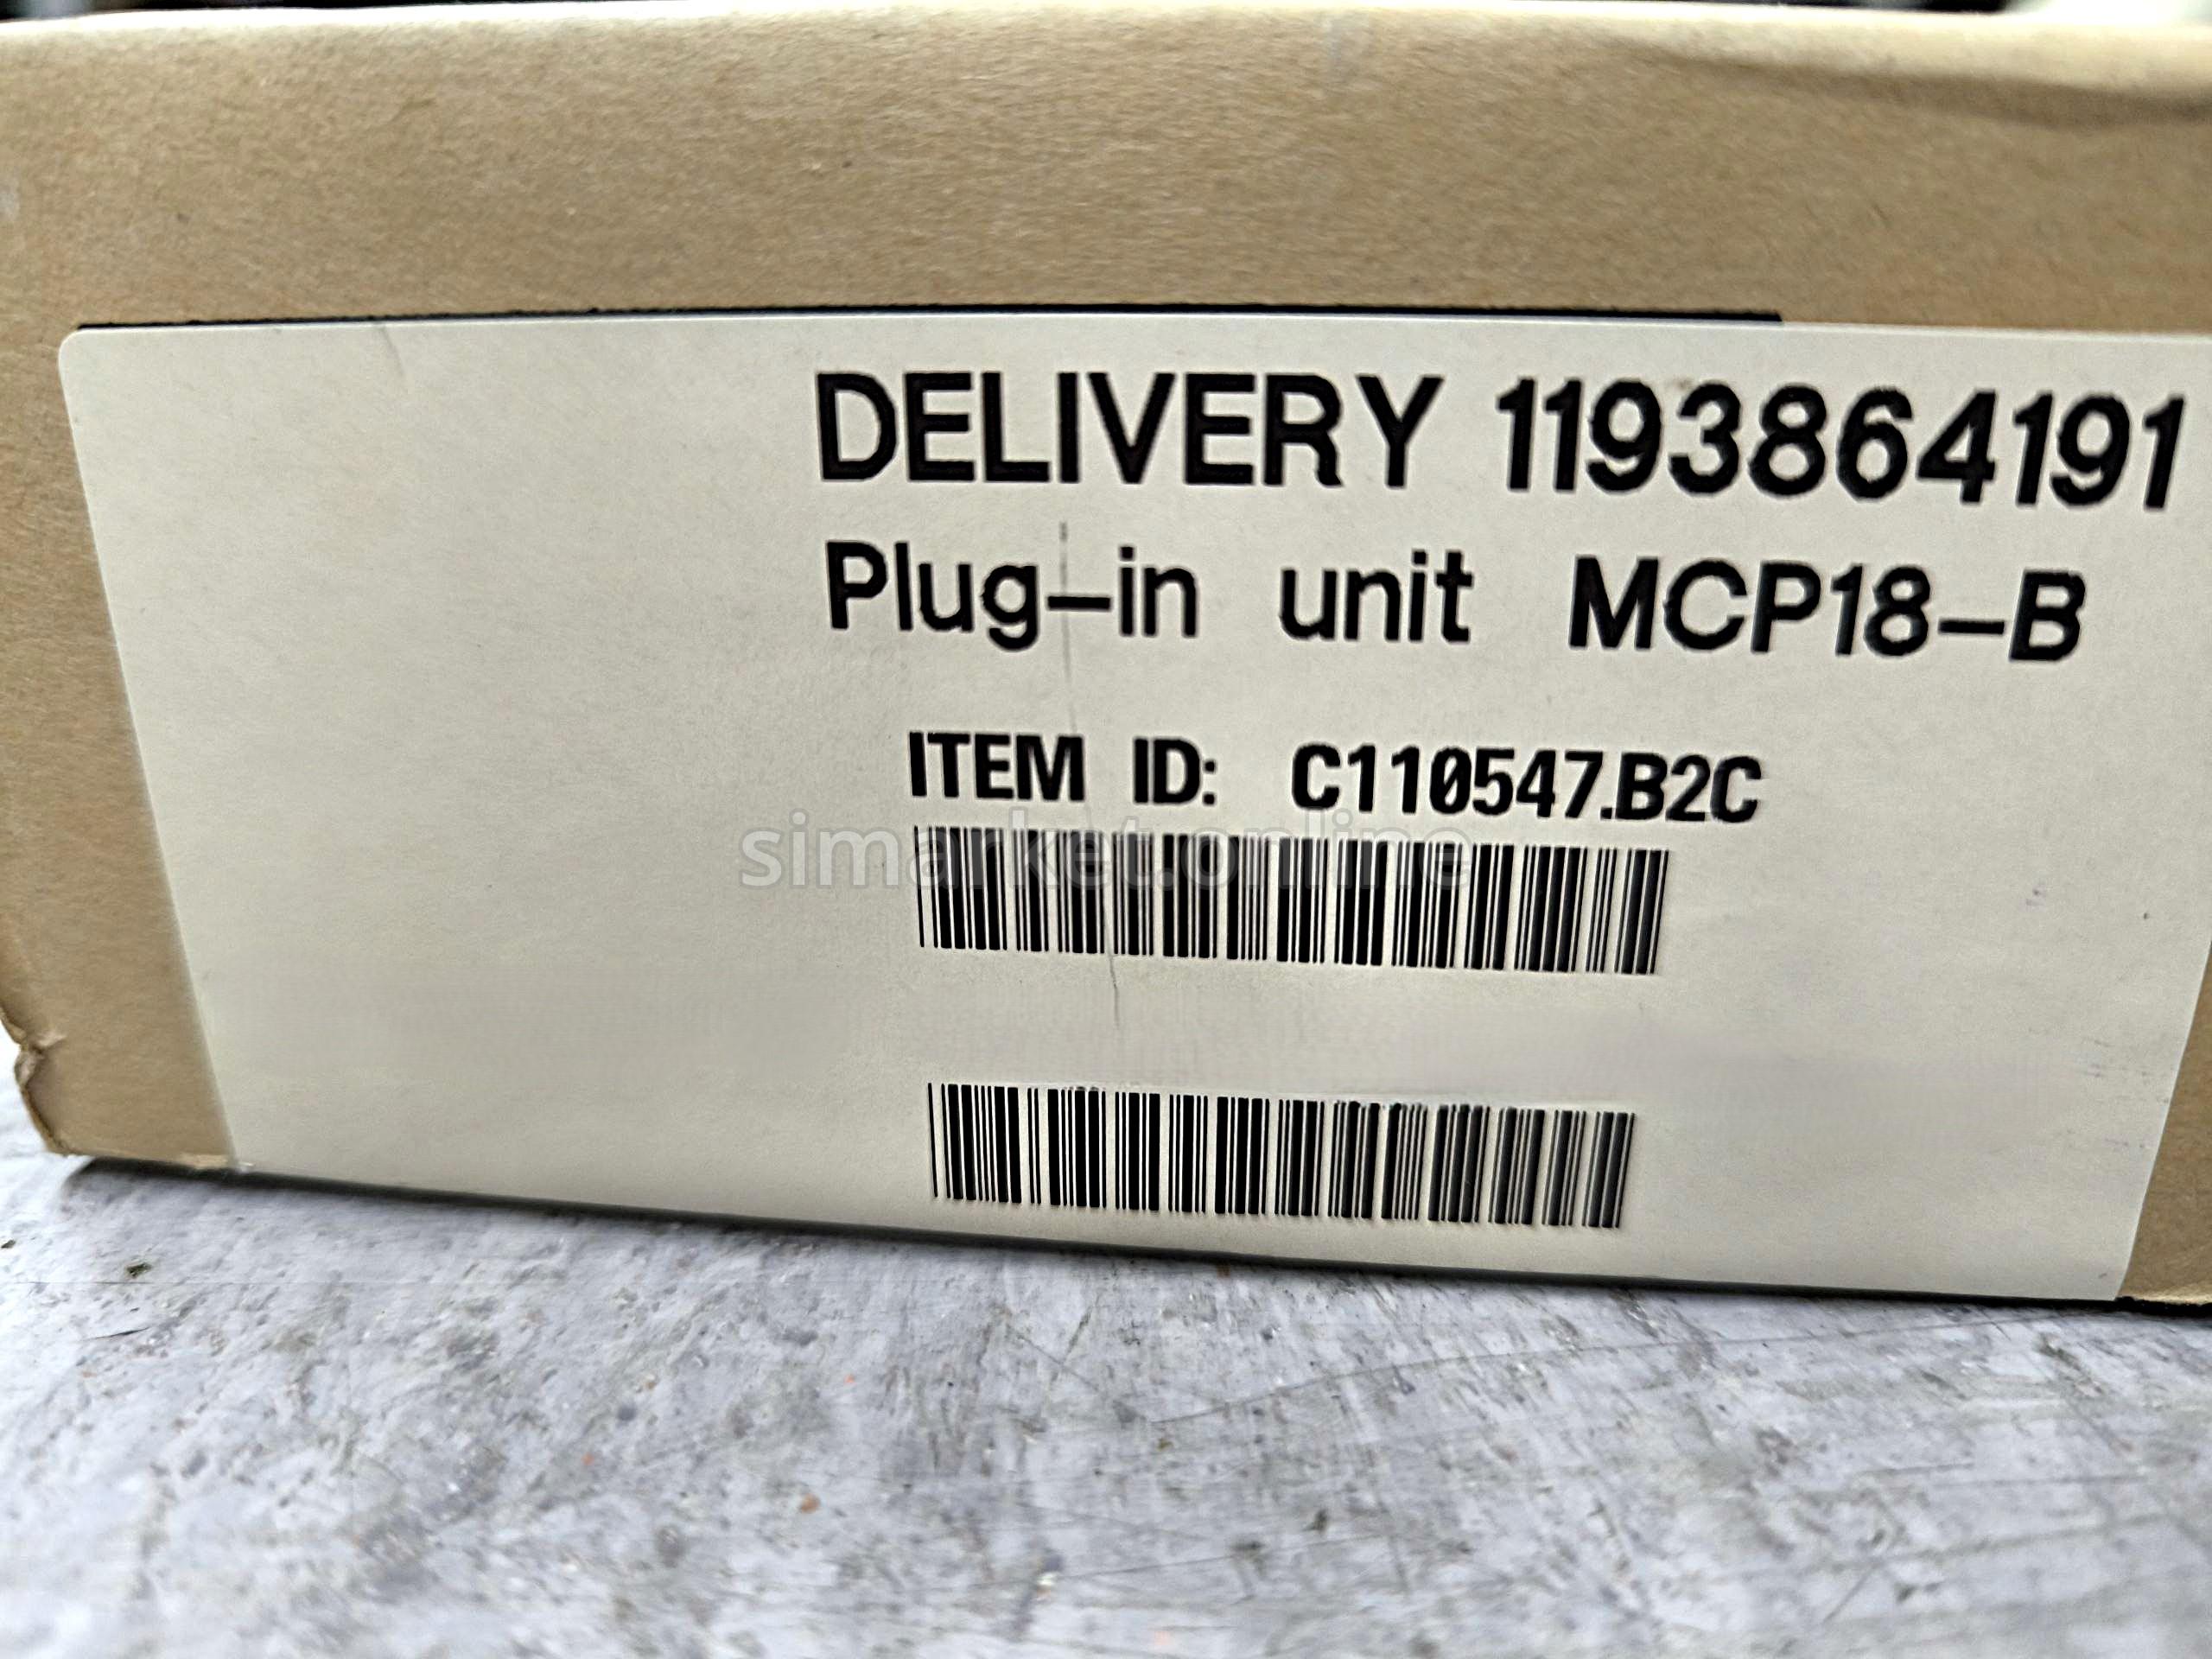 DELIVERY 1193864191
Plug-in unit MCP18-B
ITEM ID: C110547.B2C
simarket.online